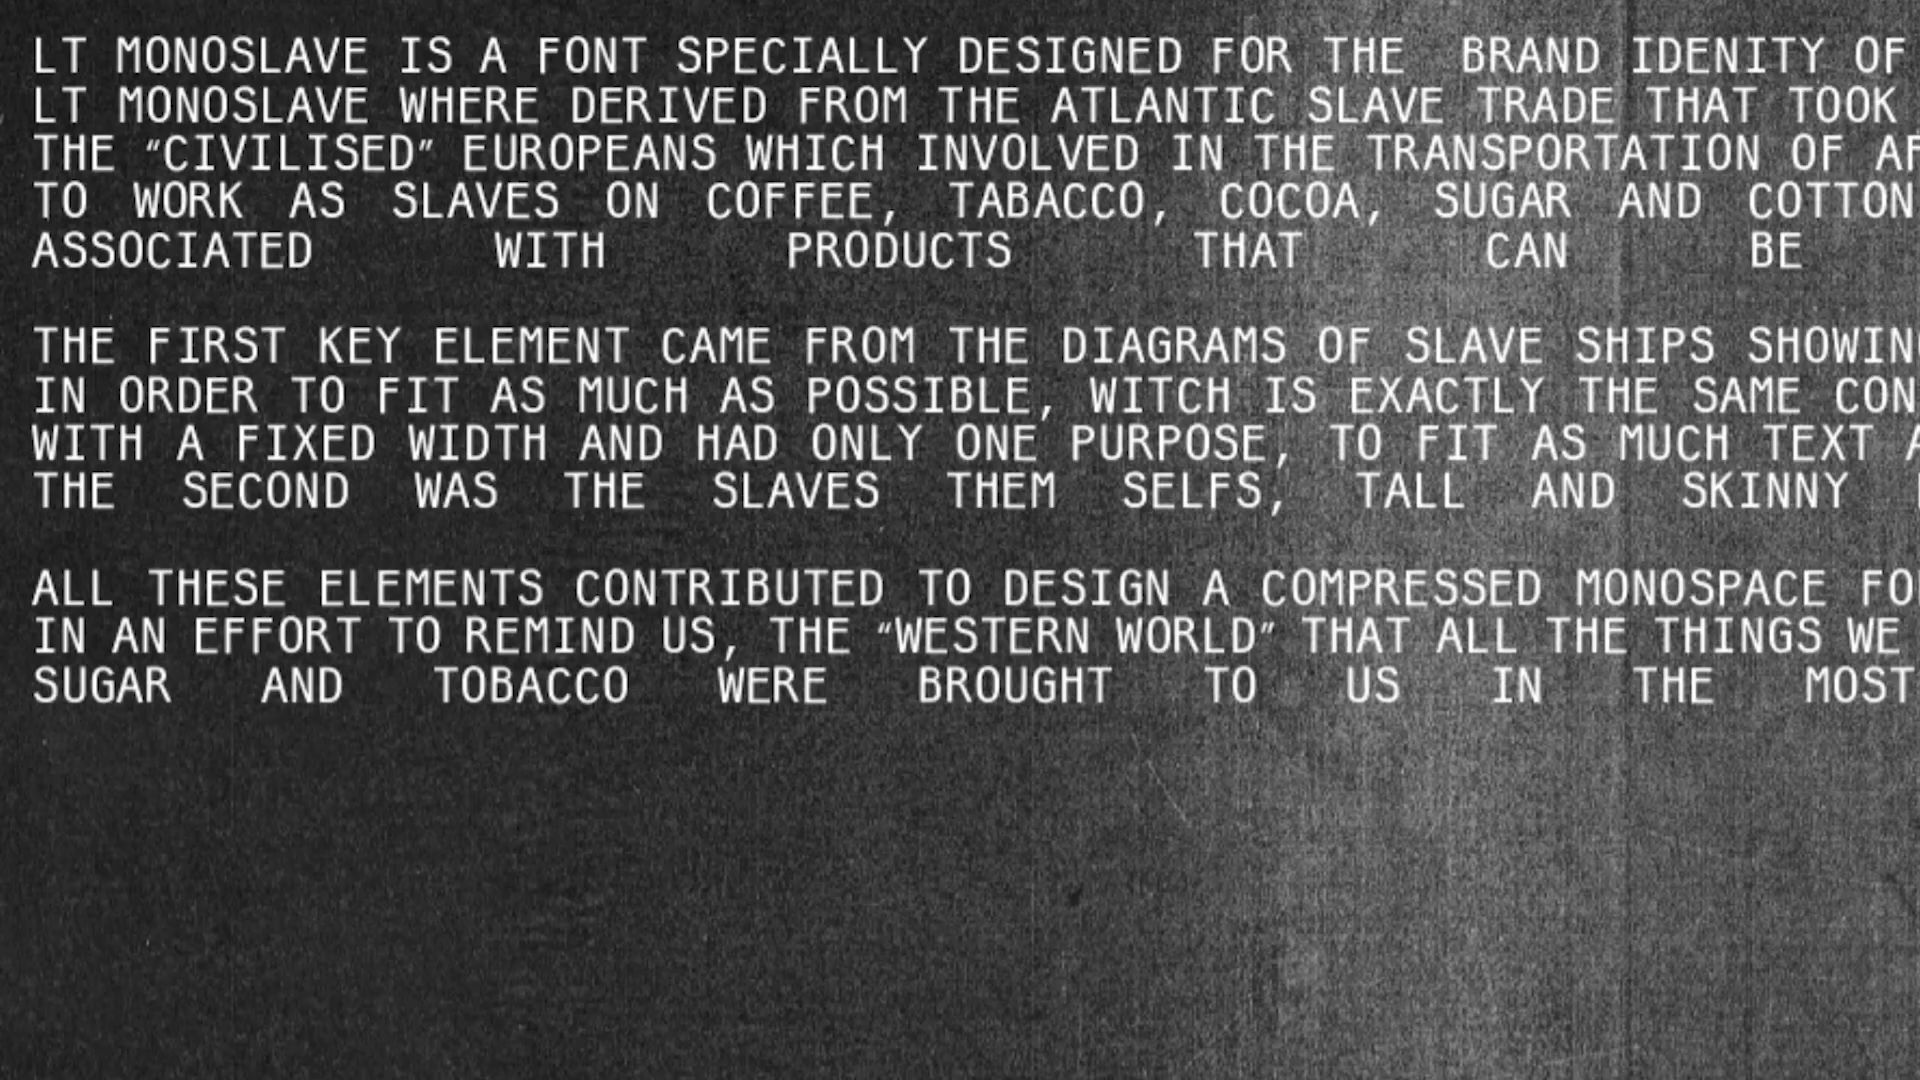 LT MONOSLAVE IS A FONT SPECIALLY DESIGNED FOR THE BRAND IDENITY OF
LT MONOSLAVE WHERE DERIVED FROM THE ATLANTIC SLAVE TRADE THAT TOOK
THE “CIVILISED” EUROPEANS WHICH INVOLVED IN THE TRANSPORTATION OF
TO WORK AS SLAVES ON COFFEE, TABACCO, COCOA, SUGAR AND COTTON
ASSOCIATED WITH PRODUCTS THAT CAN BE
THE FIRST KEY ELEMENT CAME FROM THE DIAGRAMS OF SLAVE SHIPS
IN ORDER TO FIT AS MUCH AS POSSIBLE, WITCH IS EXACTLY THE SAME
WITH A FIXED WIDTH AND HAD ONLY ONE PURPOSE, TO FIT AS MUCH TEXT
THE SECOND WAS THE SLAVES THEM SELFS, TALL AND SKINNY
ALL THESE ELEMENTS CONTRIBUTED TO DESIGN A COMPRESSED MONOSPACE
IN AN EFFORT TO REMIND US, THE “WESTERN WORLD” THAT ALL THE THINGS WE
SUGAR AND TOBACCO WERE BROUGHT TO US IN THE MOST